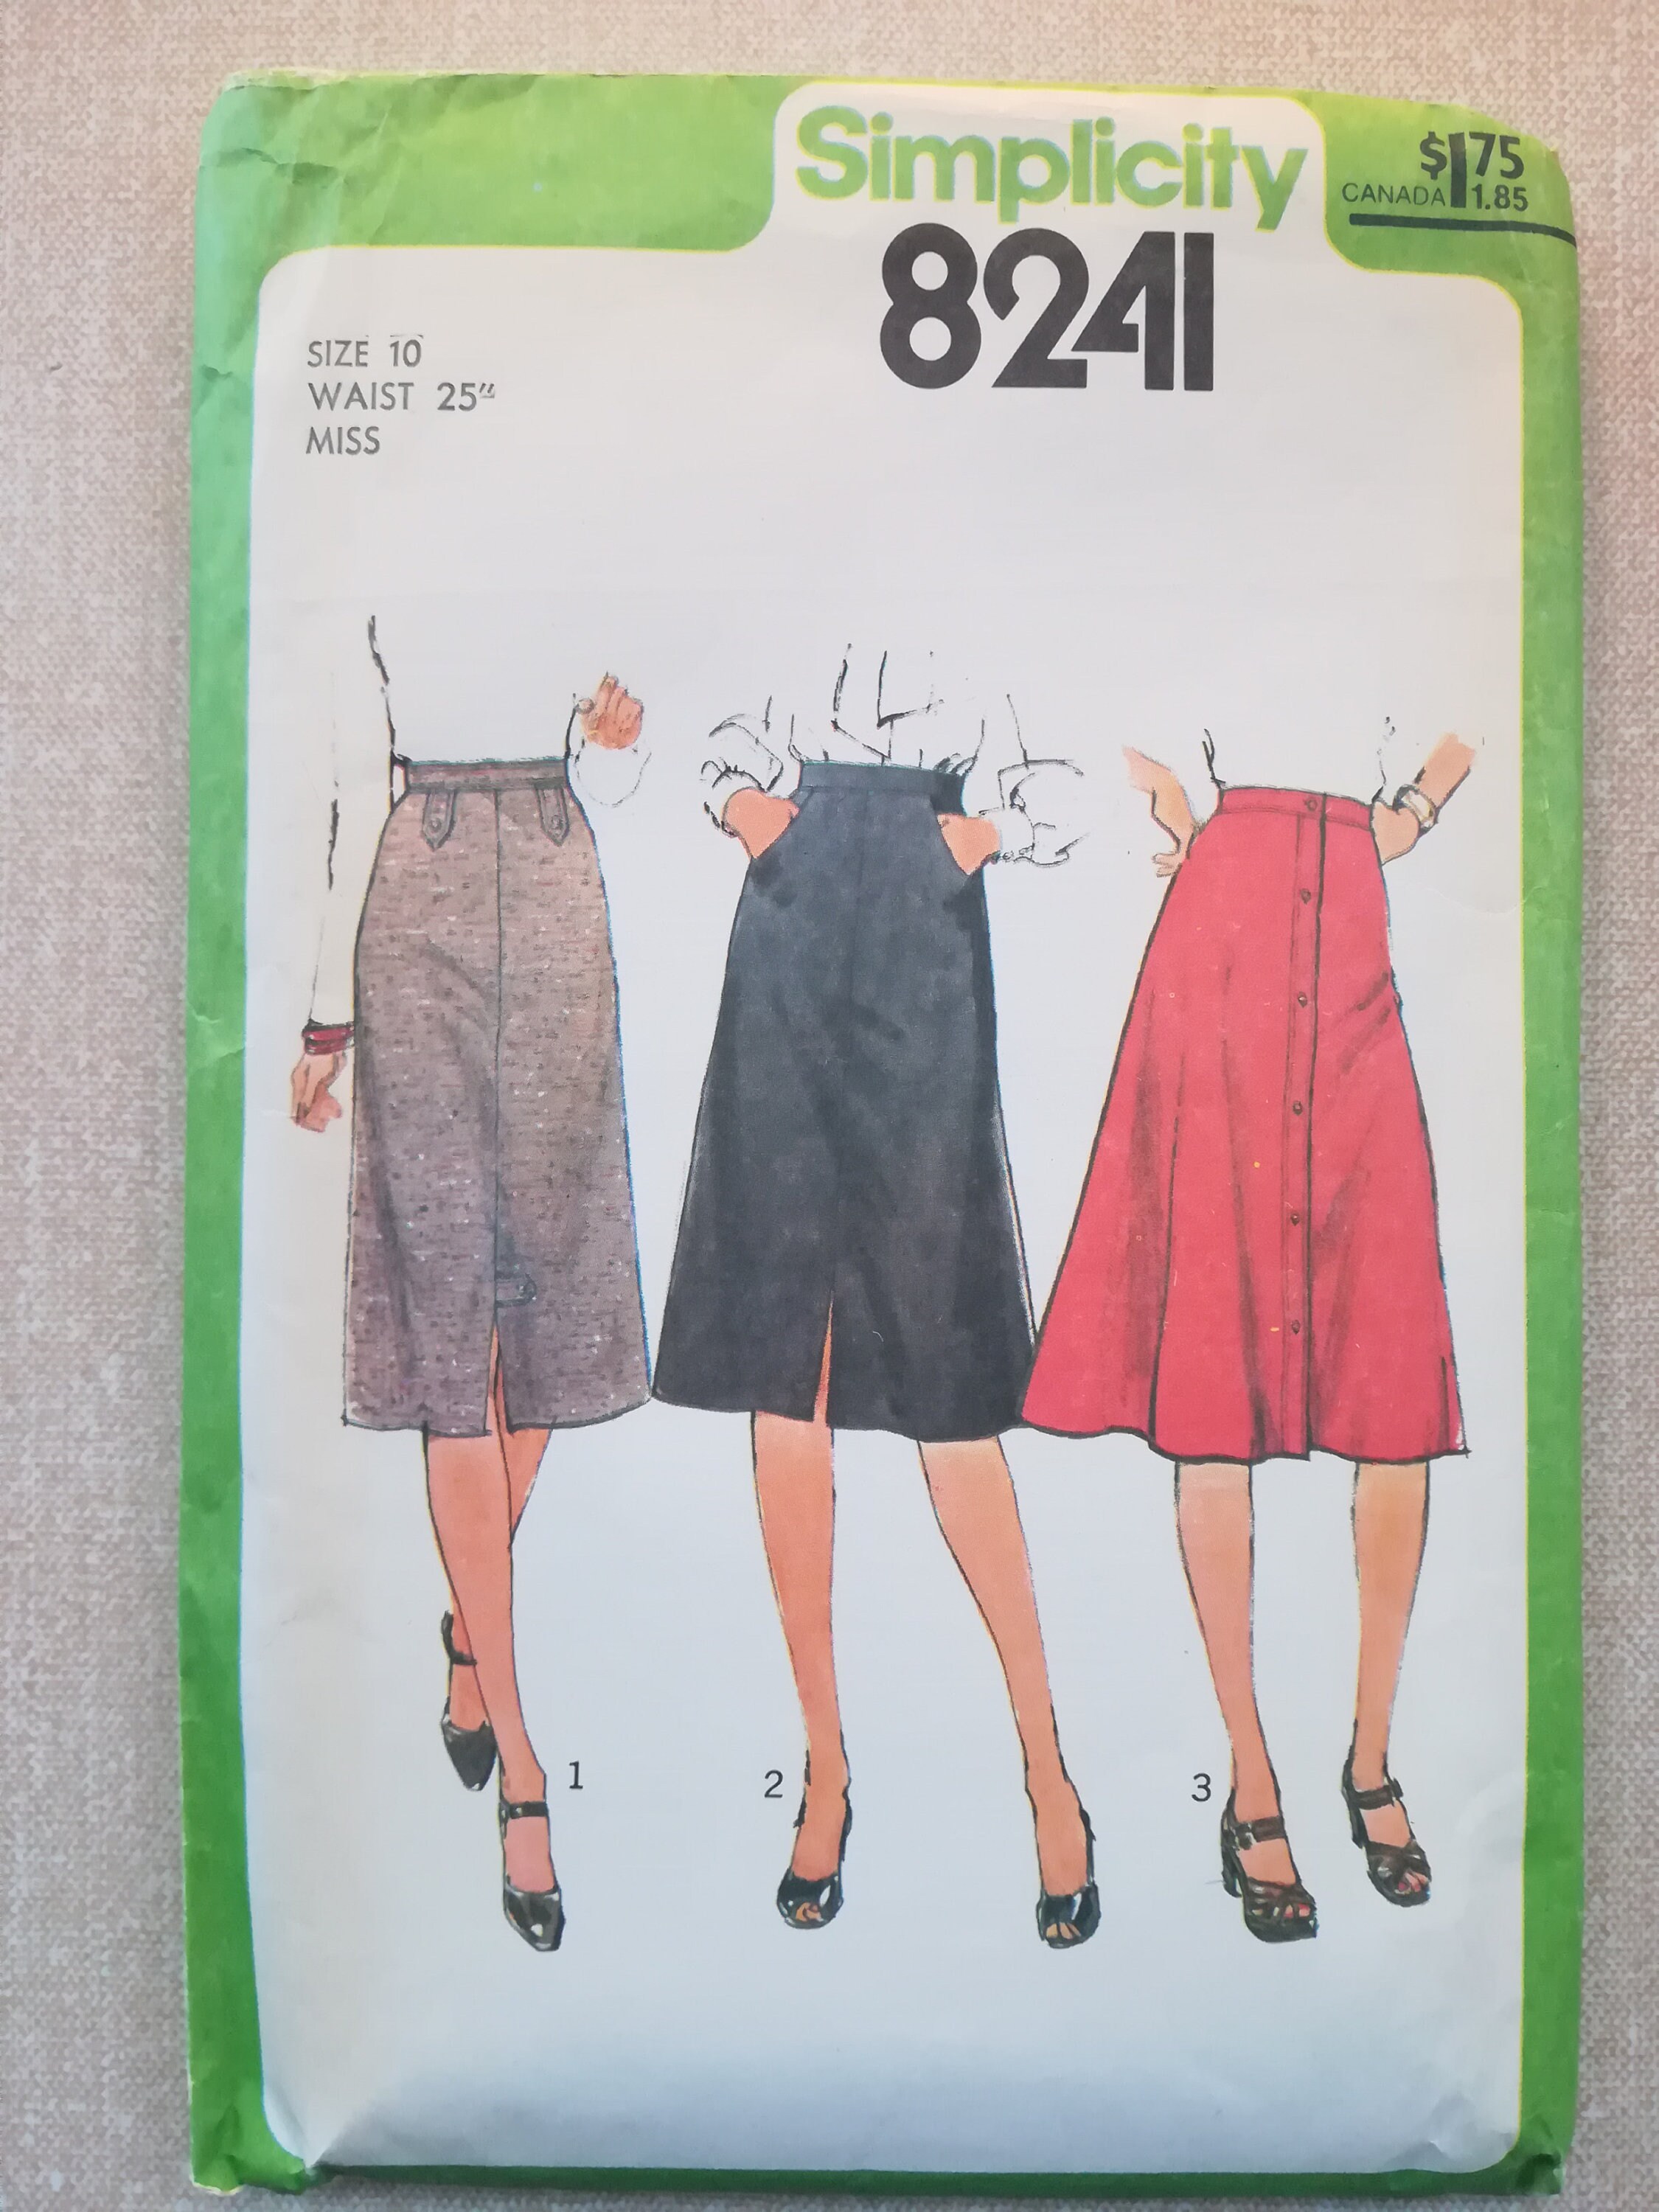 Simplicity
8241
$1.75
CANADA 1.85
SIZE 10
WAIST 25"
MISS
1
2
3